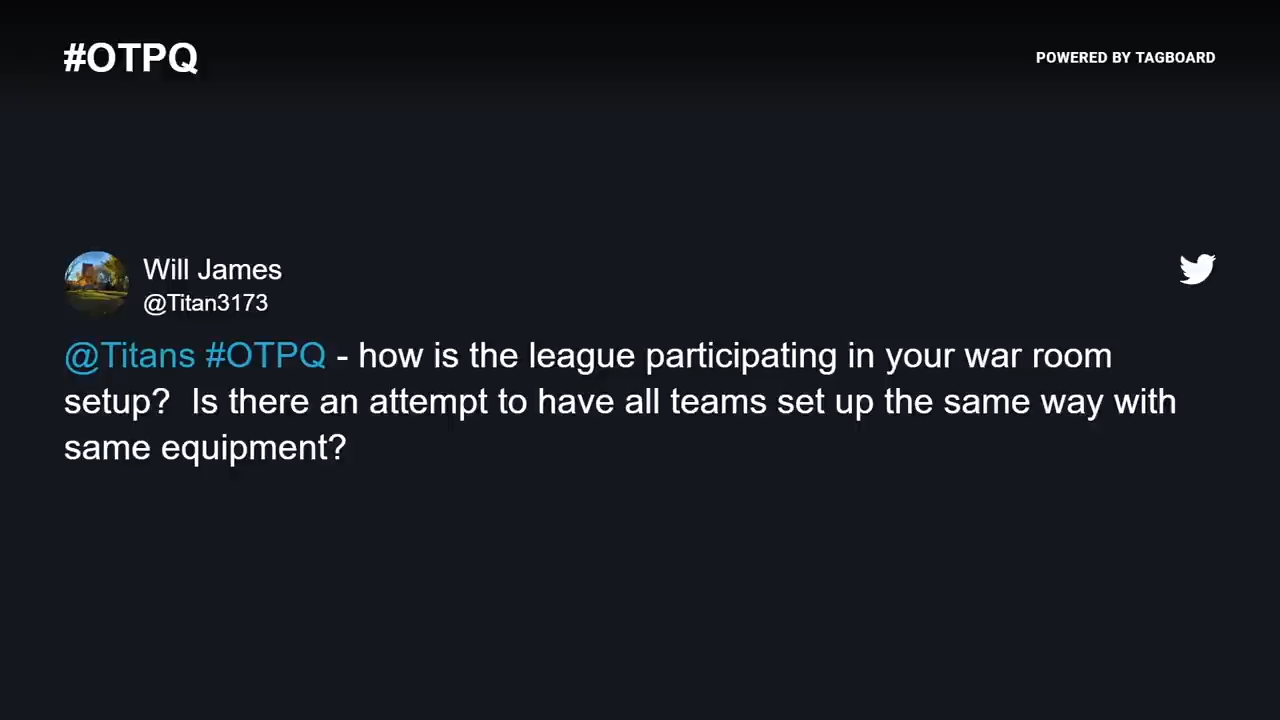 #OTPQ
POWERED BY TAGBOARD
Will James
@Titan3173
@Titans #OTPQ - how is the league participating in your war room
setup?  Is there an attempt to have all teams set up the same way with
same equipment?